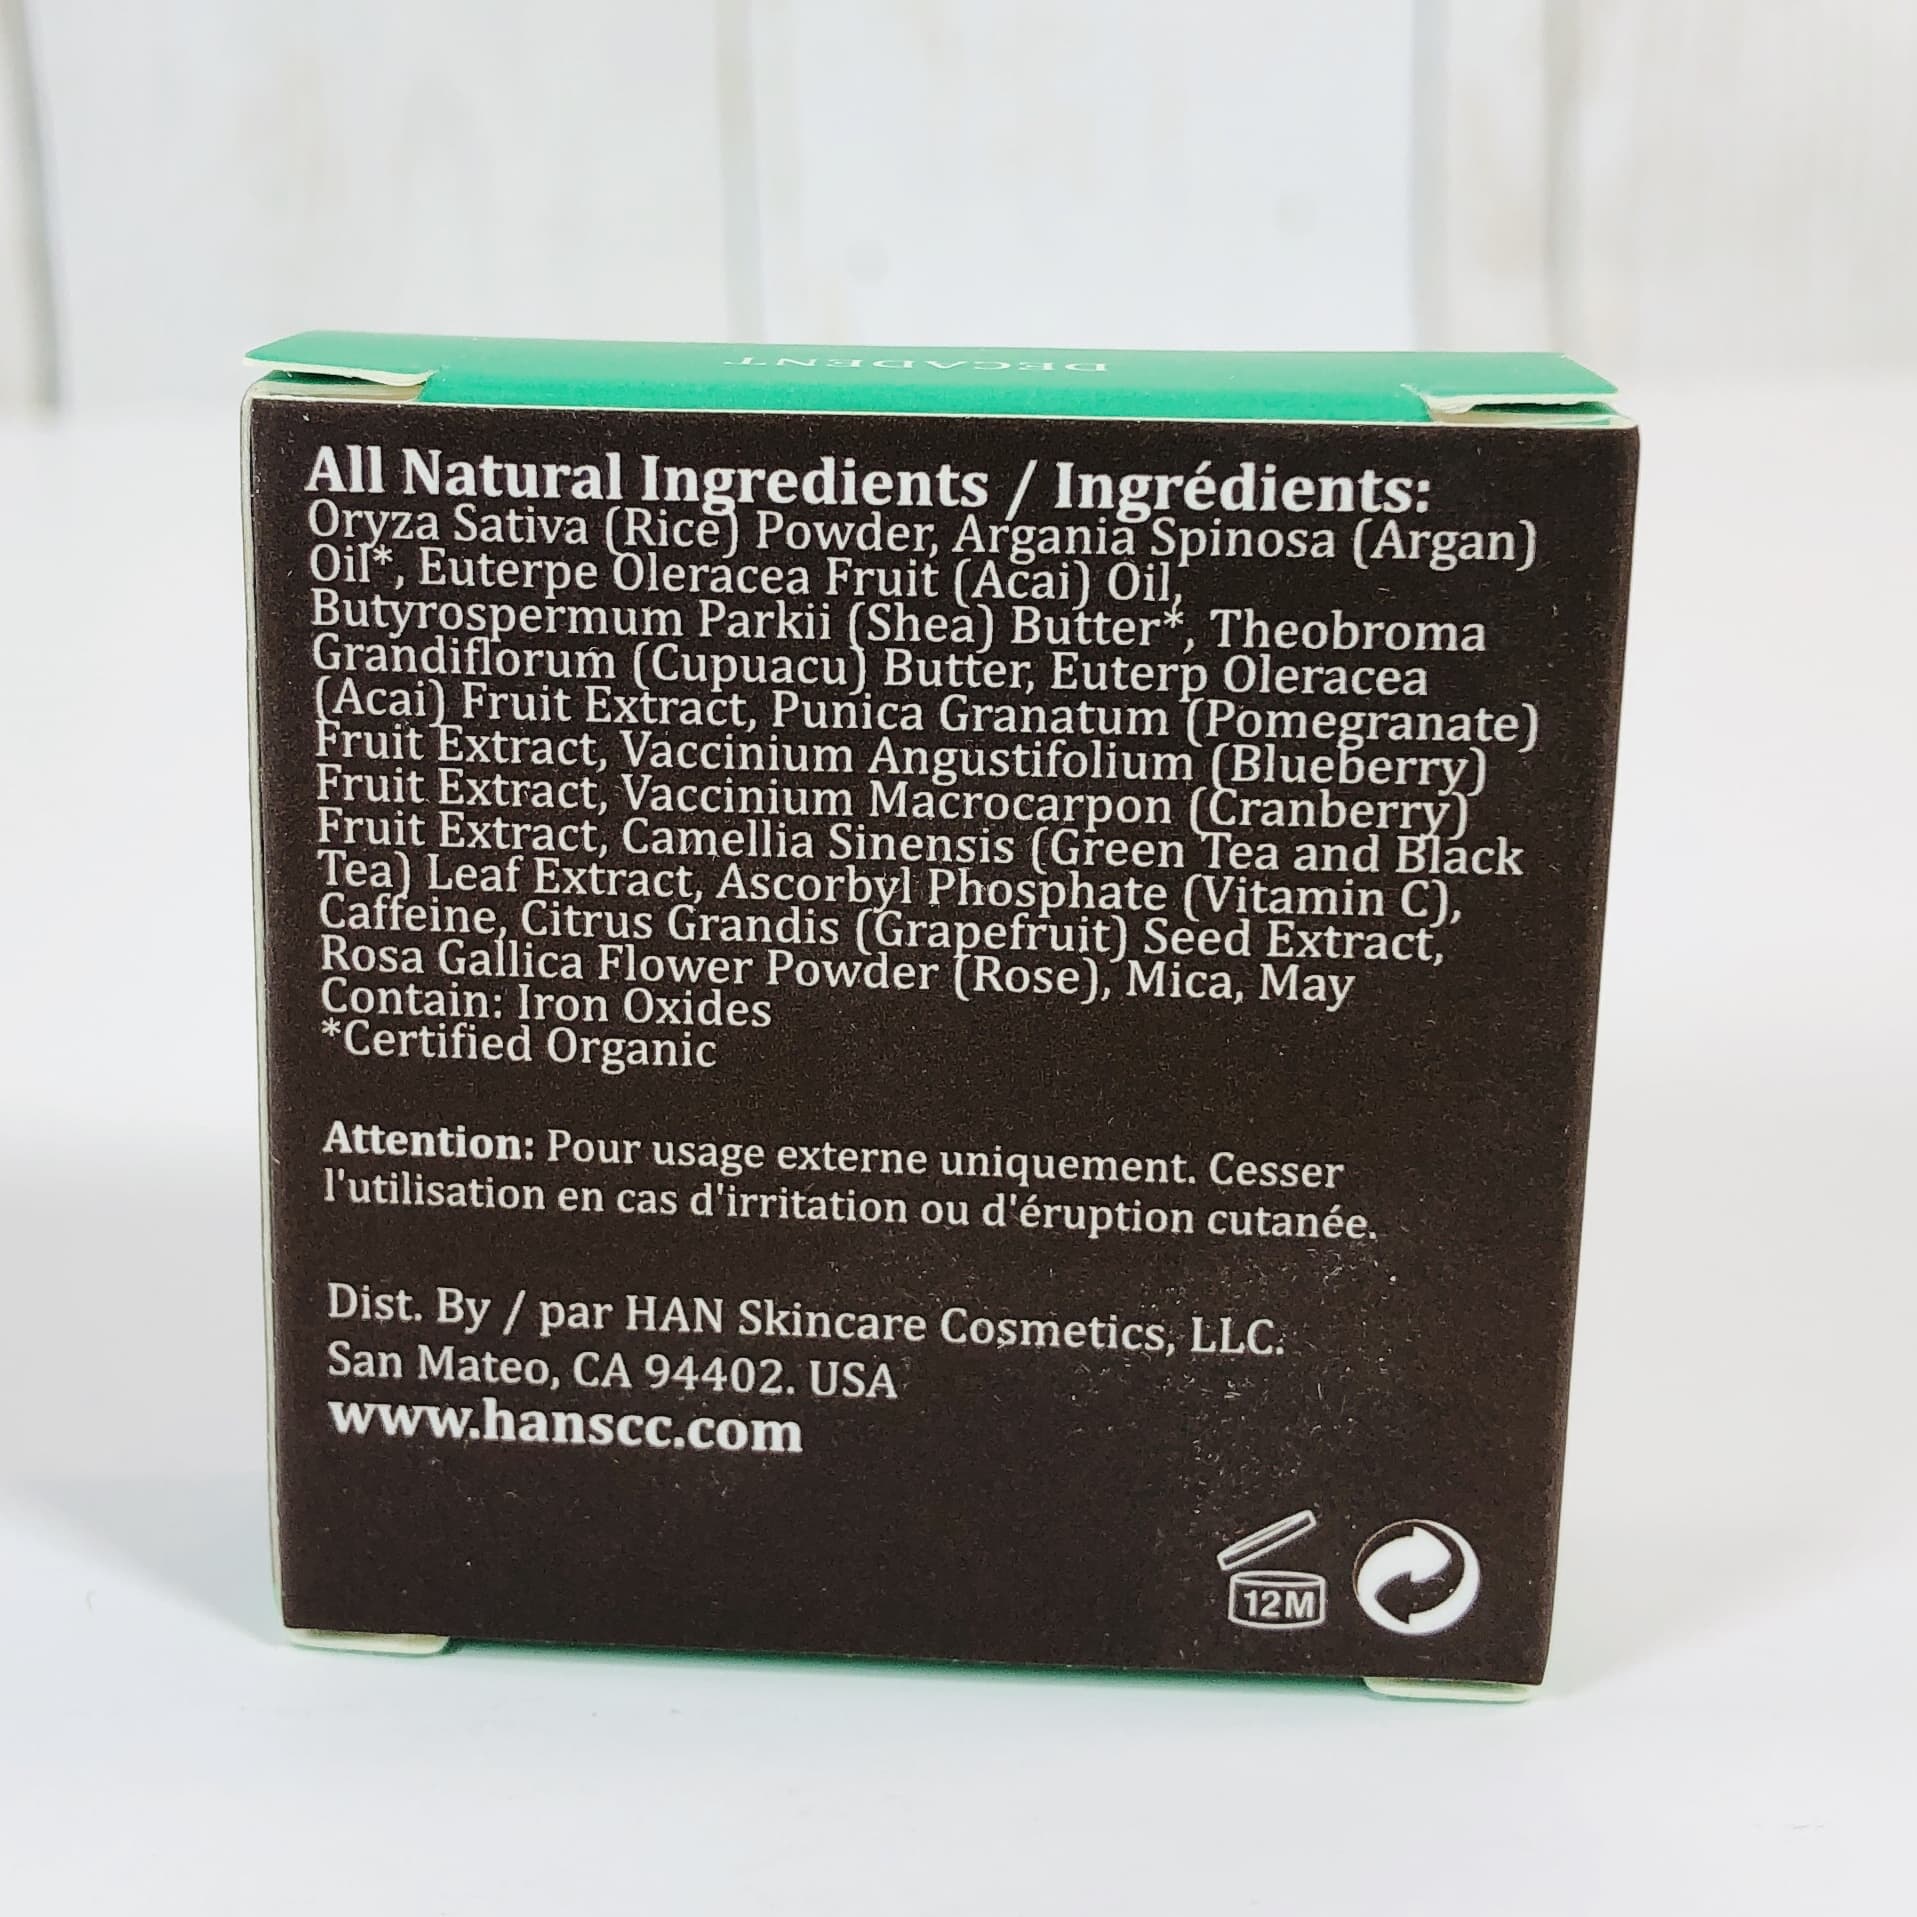 DECADENT
All Natural Ingredients / Ingrédients:
Oryza Sativa (Rice) Powder, Argania Spinosa (Argan)
Oil*, Euterpe Oleracea Fruit (Acai) Oil,
Butyrospermum Parkii (Shea) Butter*, Theobroma
Grandiflorum (Cupuacu) Butter, Euterp Oleracea
(Acai) Fruit Extract, Punica Granatum (Pomegranate)
Fruit Extract, Vaccinium Angustifolium (Blueberry)
Fruit Extract, Vaccinium Macrocarpon (Cranberry)
Fruit Extract, Camellia Sinensis (Green Tea and Black
Tea) Leaf Extract, Ascorbyl Phosphate (Vitamin C),
Caffeine, Citrus Grandis (Grapefruit) Seed Extract,
Rosa Gallica Flower Powder (Rose), Mica, May
Contain: Iron Oxides
*Certified Organic
Attention: Pour usage externe uniquement. Cesser
l'utilisation en cas d'irritation ou d'éruption cutanée.
Dist. By / par HAN Skincare Cosmetics, LLC.
San Mateo, CA 94402. USA
www.hanscc.com
12M